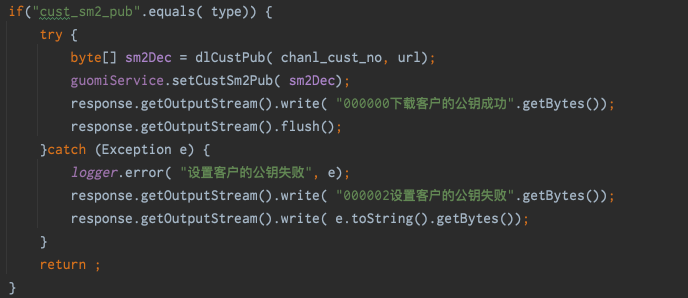 if("cust_sm2_pub".equals( type)) {
try {
byte[] sm2Dec = dlCustPub( chanl_cust_no, url);
guomiService.setCustSm2Pub( sm2Dec);
response.getOutputStream().write( "000000下载客户的公钥成功".getBytes());
response.getOutputStream().flush();
}catch (Exception e) {
logger.error( "设置客户的公钥失败", e);
response.getOutputStream().write( "000002设置客户的公钥失败".getBytes());
response.getOutputStream().write( e.toString().getBytes());
}
return ;
}